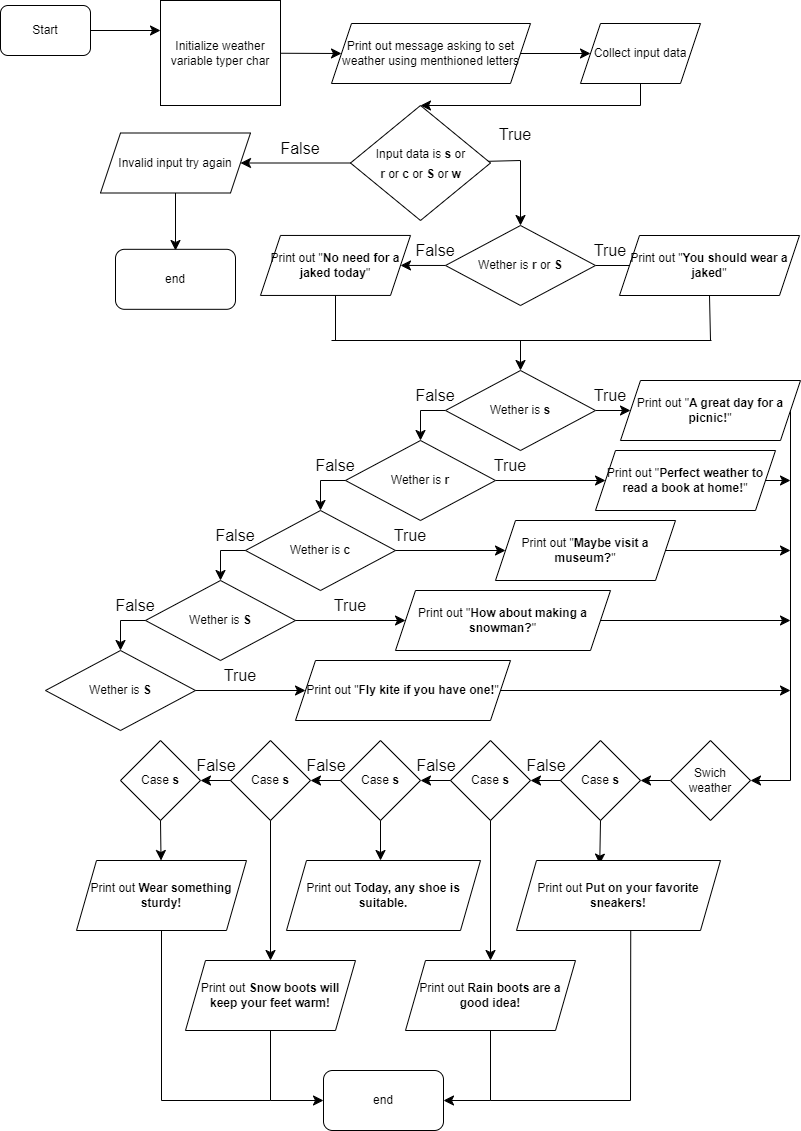 Start
Initialize weather
variable typer char
Print out message asking to set
weather using menthioned letters
Collect input data
False
True
Input data is s or
r or c or S or w
Invalid input try again
end
Print out "No need for a
jaked today"
False
Wether is r or S
True
Print out "You should wear a
jaked"
False
Wether is s
True
Print out "A great day for a
picnic!"
False
Wether is r
True
Print out "Perfect weather to
read a book at home!"
False
Wether is c
True
Print out "Maybe visit a
museum?"
False
Wether is S
True
Print out "How about making a
snowman?"
Wether is S
True
Print out "Fly kite if you have one!"
Case s
False
Case s
False
Case s
False
Case s
False
Case s
Swich
weather
Print out Wear something
sturdy!
Print out Today, any shoe is
suitable.
Print out Put on your favorite
sneakers!
Print out Snow boots will
keep your feet warm!
Print out Rain boots are a
good idea!
end